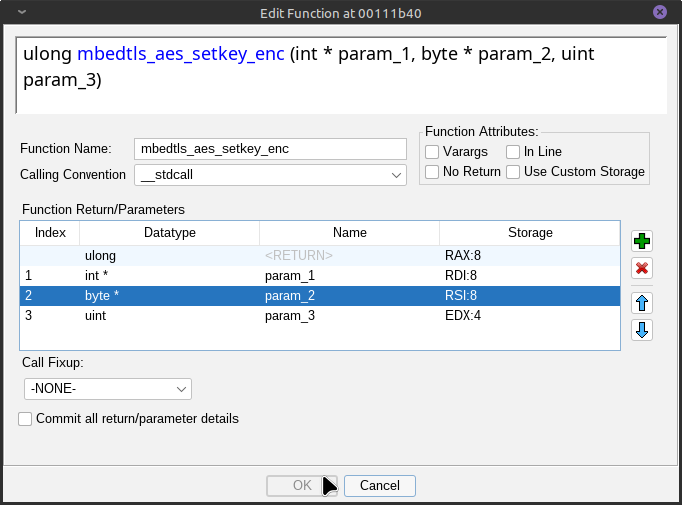 Edit Function at 00111b40
ulong mbedtls_aes_setkey_enc (int * param_1, byte * param_2, uint
param_3)
Function Attributes:
Function Name: mbedtls_aes_setkey_enc
Varargs In Line
Calling Convention __stdcall
No Return Use Custom Storage
Function Return/Parameters
Index Datatype Name Storage
ulong <RETURN> RAX:8
1 int * param_1 RDI:8
2 byte * param_2 RSI:8
3 uint param_3 EDX:4
Call Fixup:
-NONE-
Commit all return/parameter details
OK Cancel